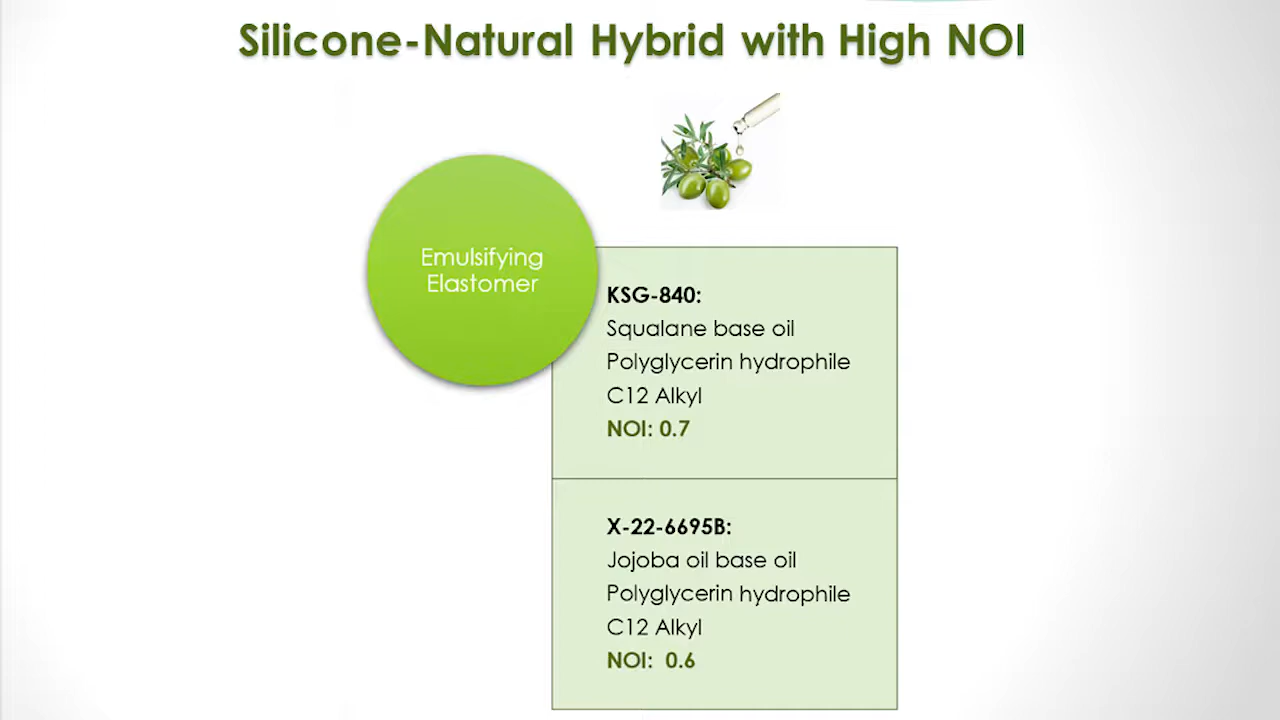 Silicone-Natural Hybrid with High NOI
Emulsifying
Elastomer
KSG-840:
Squalane base oil
Polyglycerin hydrophile
C12 Alkyl
NOI: 0.7
X-22-6695B:
Jojoba oil base oil
Polyglycerin hydrophile
C12 Alkyl
NOI: 0.6